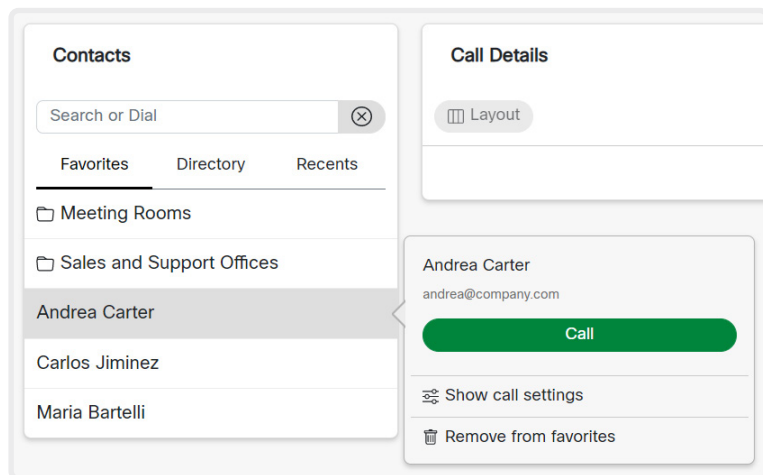 Contacts
Search or Dial
Favorites Directory Recents
Meeting Rooms
Sales and Support Offices
Andrea Carter
Carlos Jiminez
Maria Bartelli
Call Details
Layout
Andrea Carter
andrea@company.com
Call
Show call settings
Remove from favorites